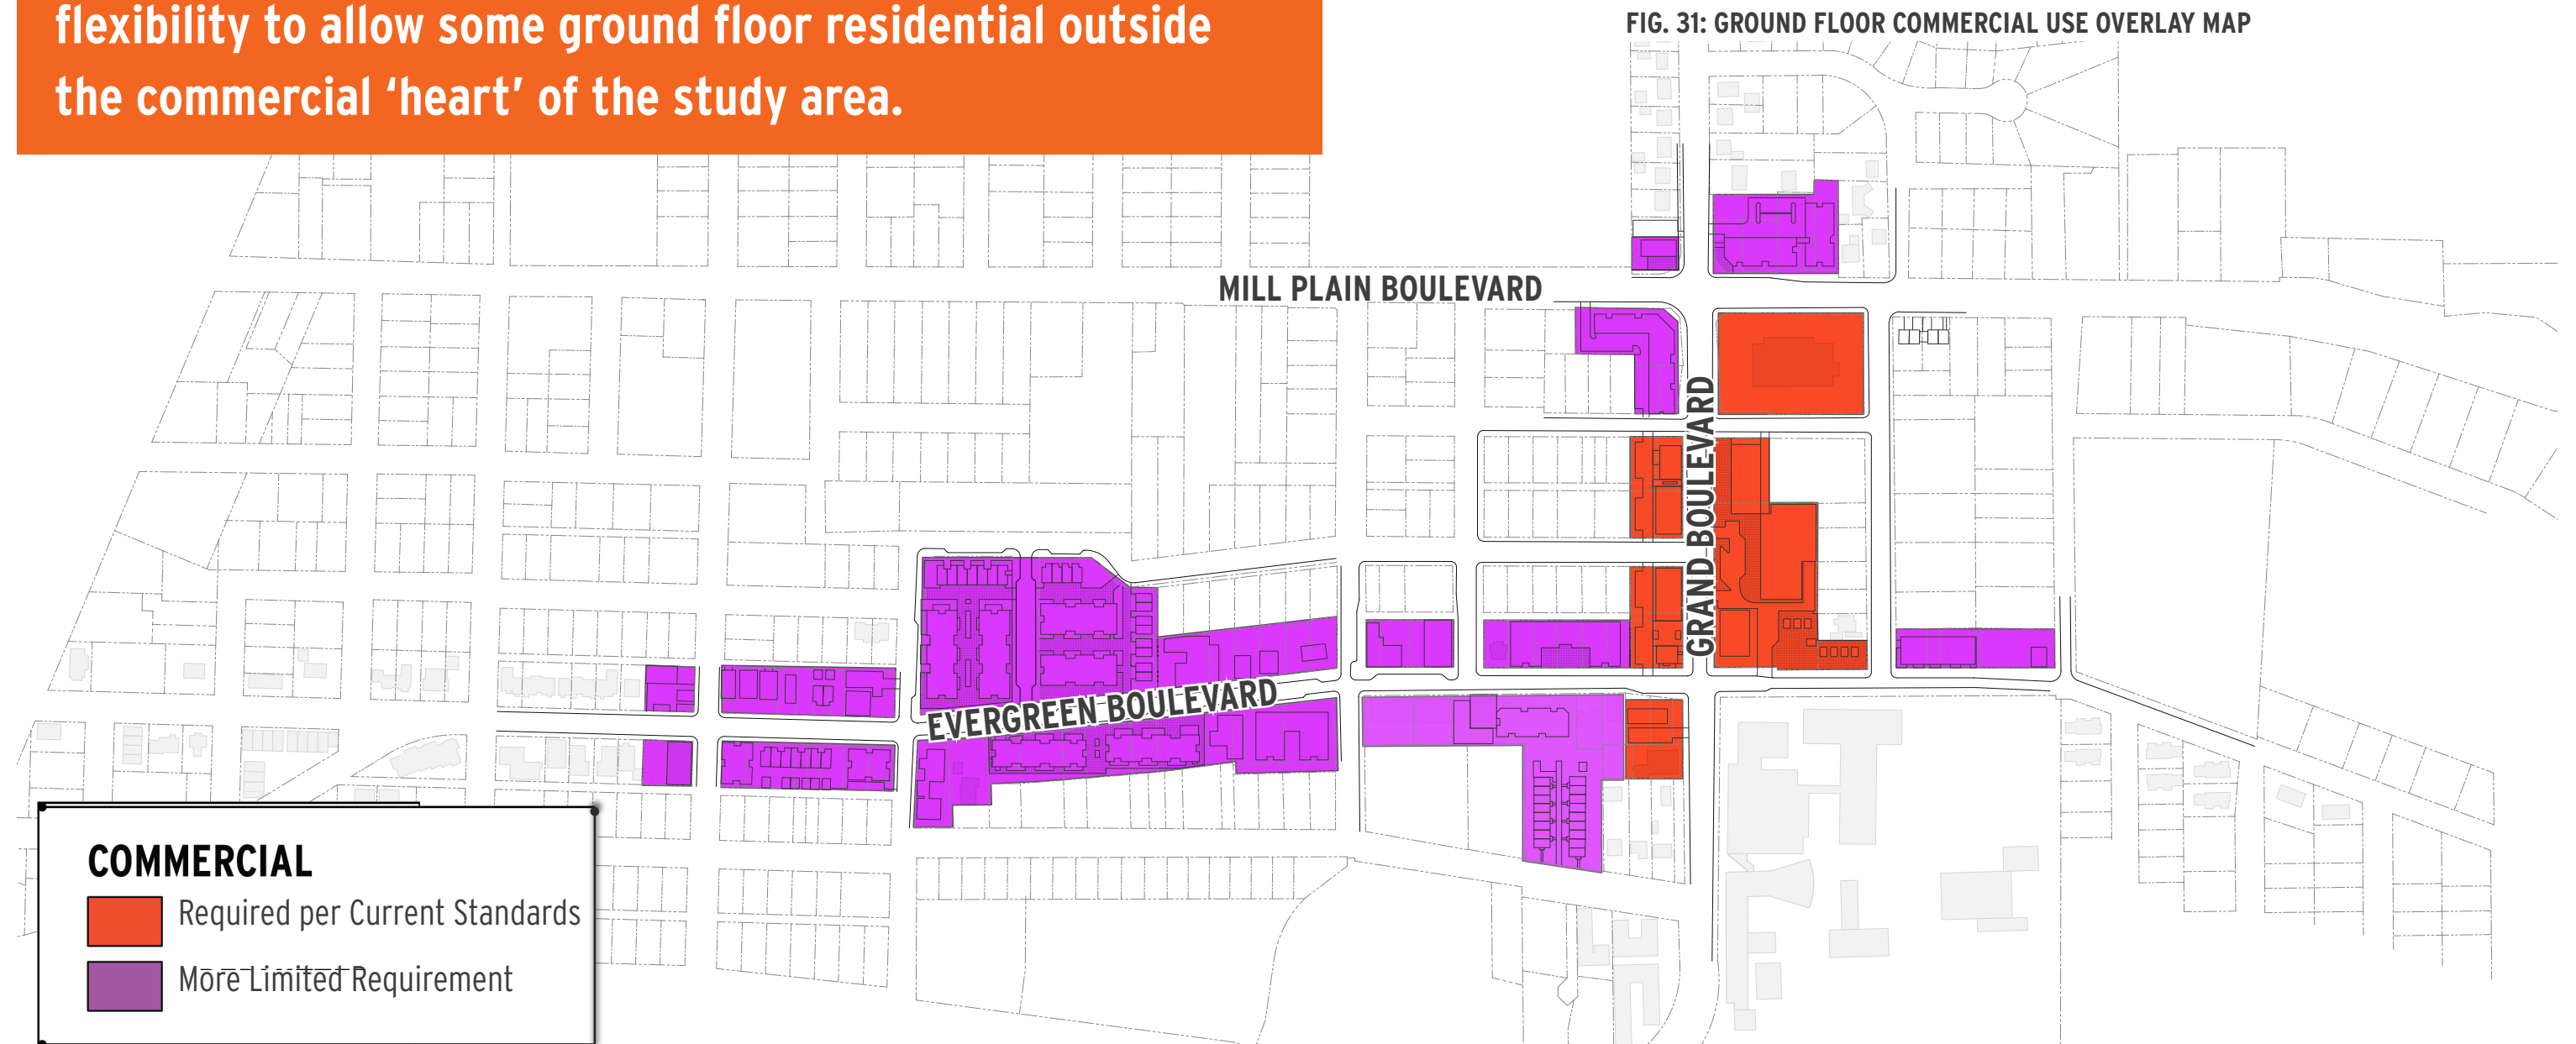 flexibility to allow some ground floor residential outside
the commercial ‘heart’ of the study area.
FIG. 31: GROUND FLOOR COMMERCIAL USE OVERLAY MAP
MILL PLAIN BOULEVARD
GRAND BOULEVARD
EVERGREEN BOULEVARD
COMMERCIAL
Required per Current Standards
More Limited Requirement